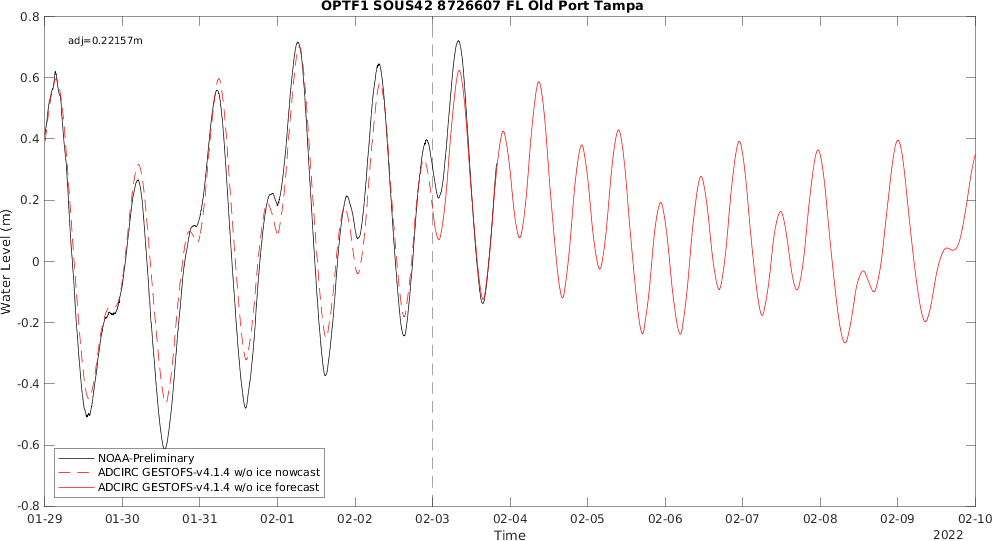 OPTF1 SOUS42 8726607 FL Old Port Tampa
adj=0.22157m
0.8
0.6
0.4
0.2
0
-0.2
-0.4
-0.6
-0.8
Water Level (m)
NOAA-Preliminary
ADCIRC GESTOFS-v4.1.4 w/o ice nowcast
ADCIRC GESTOFS-v4.1.4 w/o ice forecast
01-29 01-30 01-31 02-01 02-02 02-03 02-04 02-05 02-06 02-07 02-08 02-09 02-10
Time
2022